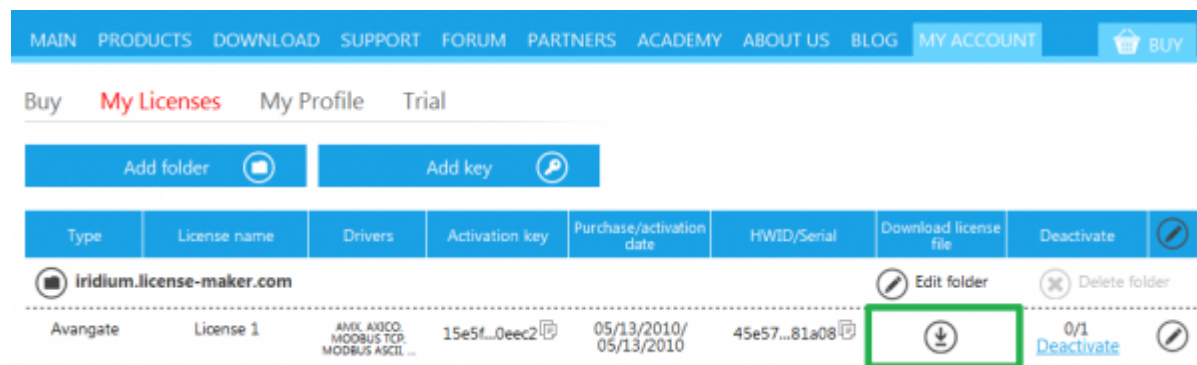 MAIN PRODUCTS DOWNLOAD SUPPORT FORUM PARTNERS ACADEMY ABOUT US BLOG MY ACCOUNT BUY
Buy My Licenses My Profile Trial
Add folder Add key
Type License name Drivers Activation key Purchase/activation date HWID/Serial Download license file Deactivate
iridium.license-maker.com Edit folder Delete folder
Avangate License 1 AMX, AXICO, MODBUS TCP, MODBUS ASCII, ... 15e5f...0eec2 05/13/2010/ 05/13/2010 45e57...81a08 0/1
Deactivate